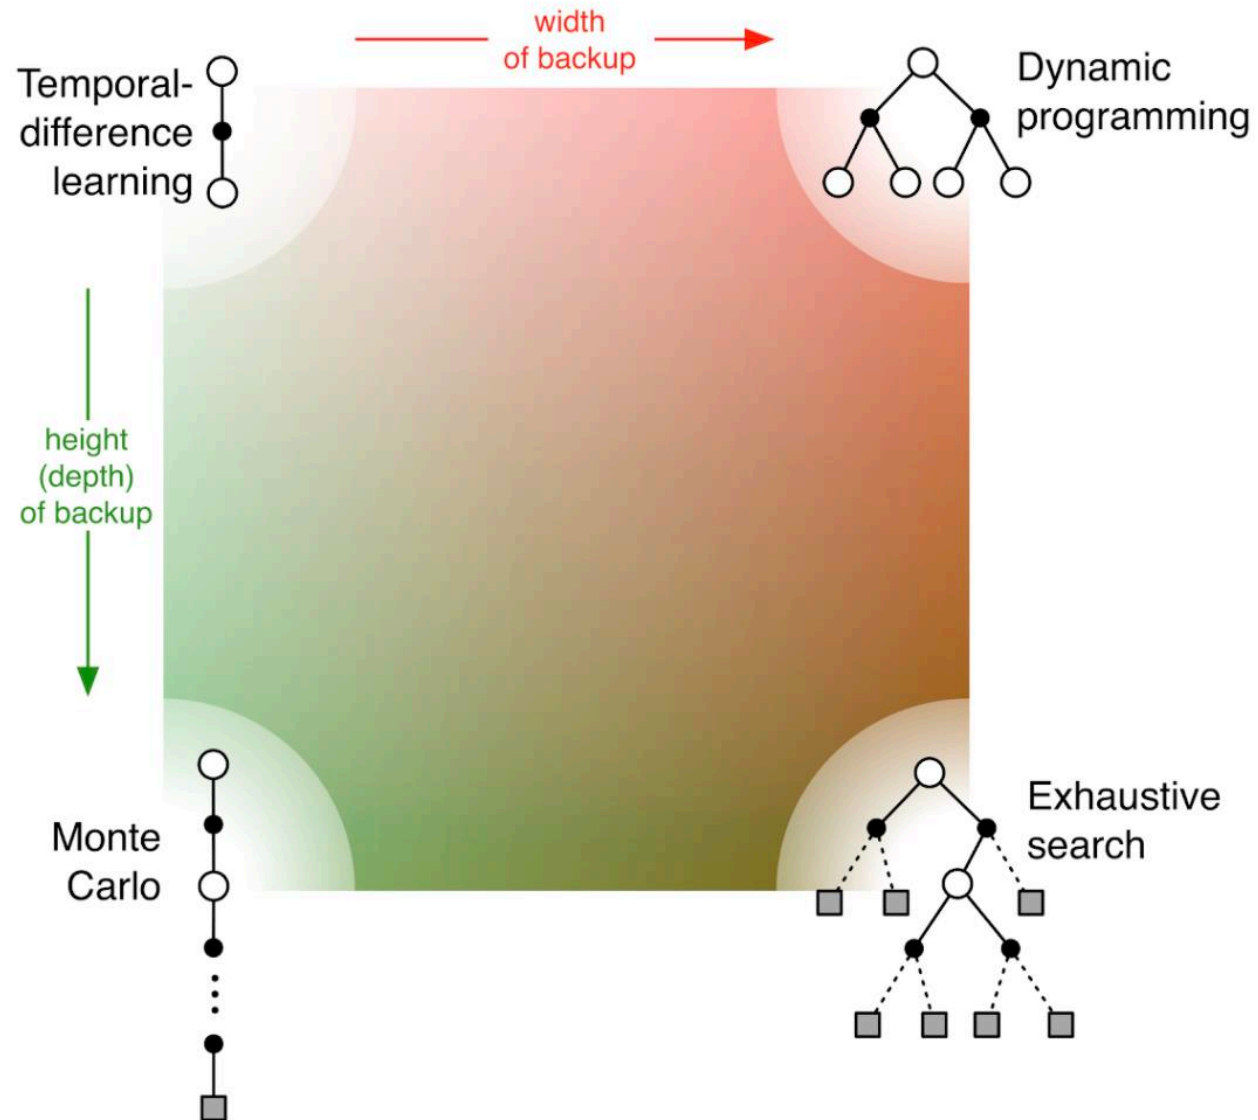 width
of backup
Temporal-
difference
learning
Dynamic
programming
height
(depth)
of backup
Monte
Carlo
Exhaustive
search